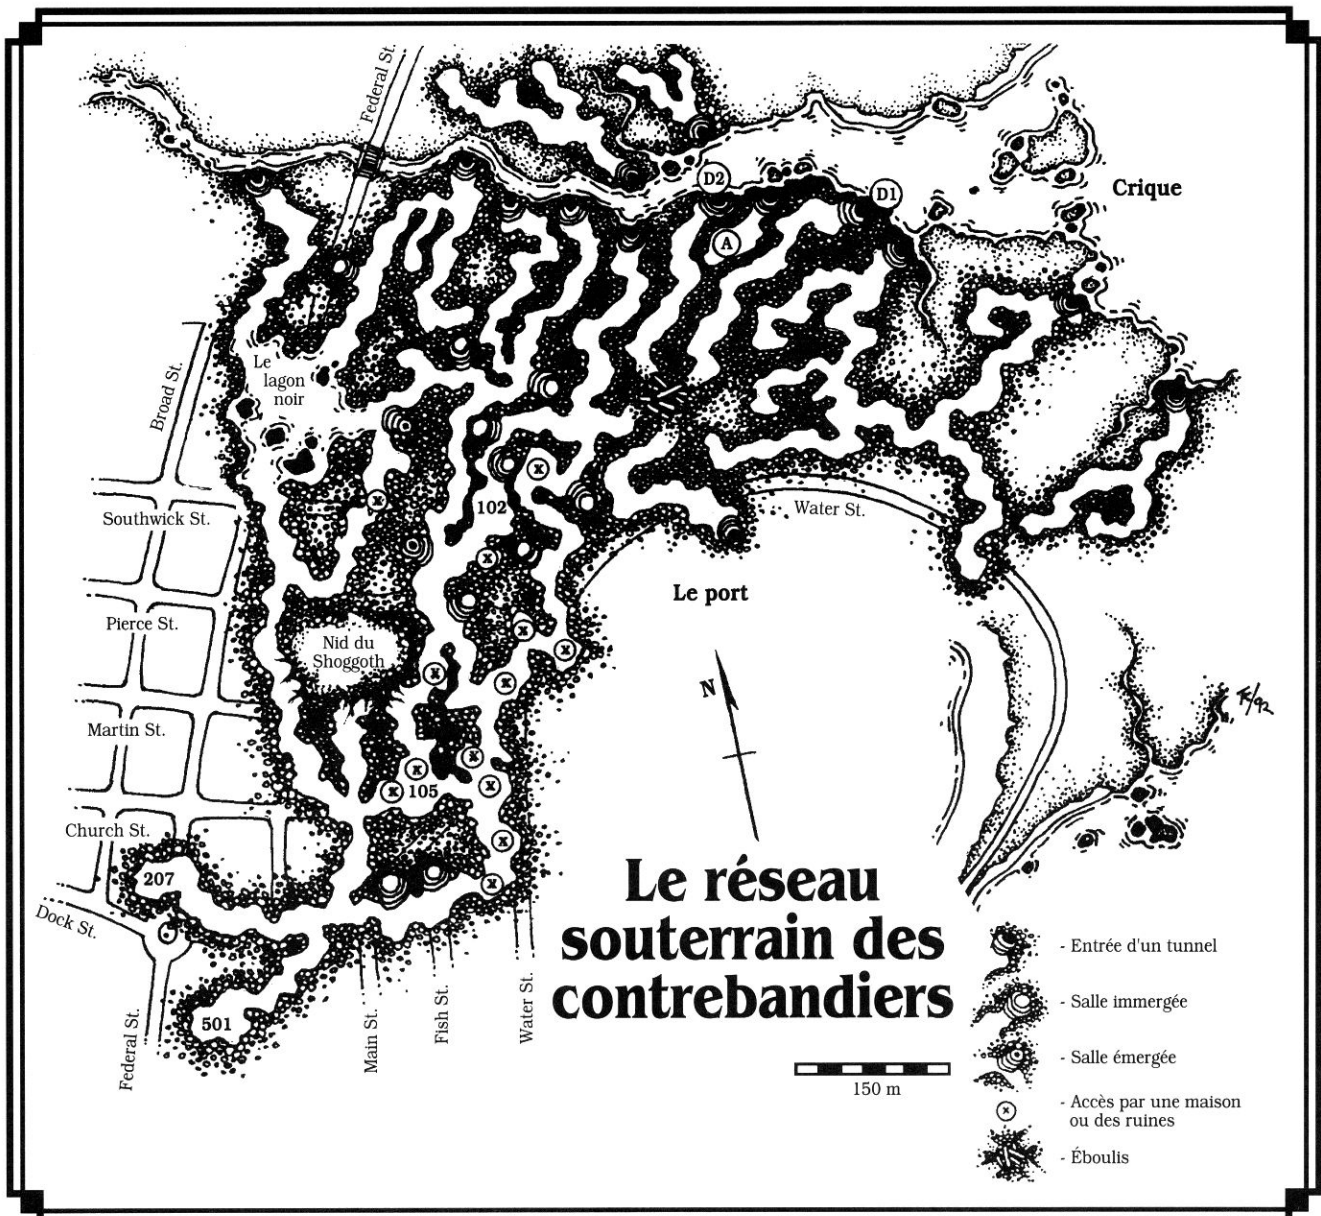 Federal St.
D2
D1
Crique
A
Le
lagon
noir
Broad St.
x
102
x
x
Southwick St.
Water St.
x
Le port
Pierce St.
Nid du
Shoggoth
x
x
x
x
N
Martin St.
x
x
105
x
x
Church St.
x
207
x
Dock St.
Le réseau
souterrain des
contrebandiers
501
Federal St.
Main St.
Fish St.
Water St.
150 m
- Entrée d'un tunnel
- Salle immergée
- Salle émergée
x
- Accès par une maison
ou des ruines
- Éboulis